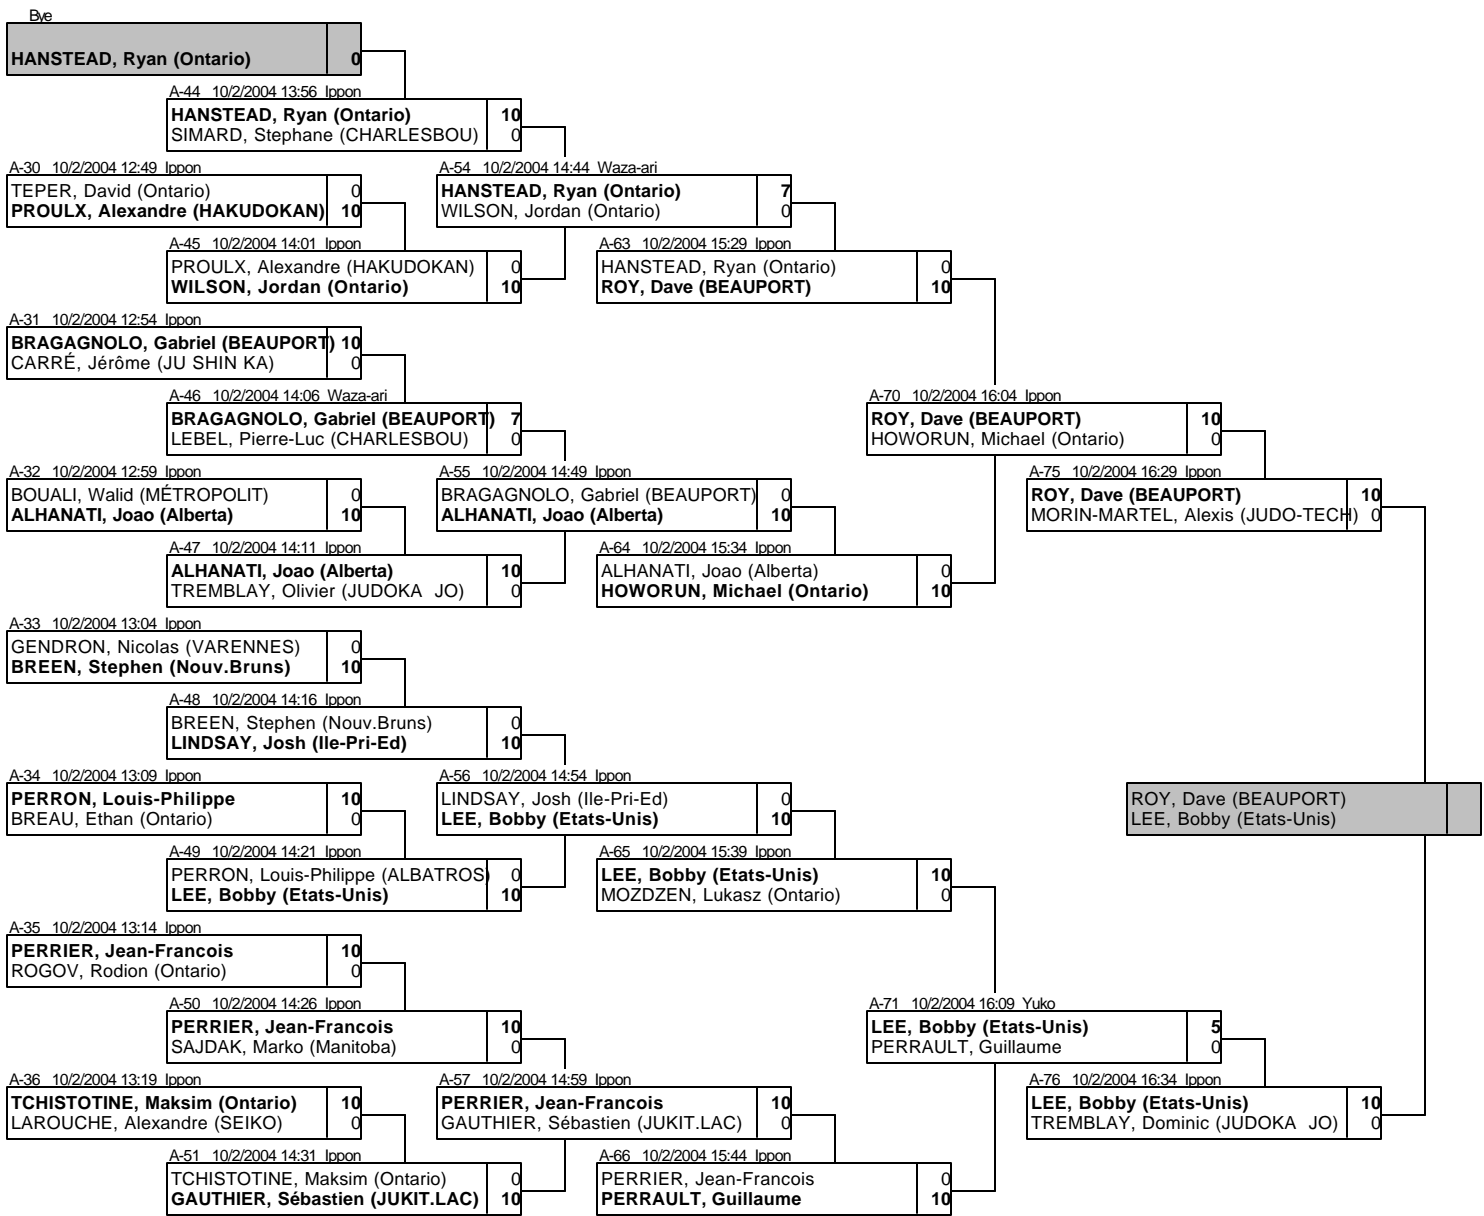 Bye
HANSTEAD, Ryan (Ontario) 0
A-44 10/2/2004 13:56 Ippon
HANSTEAD, Ryan (Ontario) 10
SIMARD, Stephane (CHARLESBOU) 0
A-30 10/2/2004 12:49 Ippon
TEPER, David (Ontario) 0
PROULX, Alexandre (HAKUDOKAN) 10
A-54 10/2/2004 14:44 Waza-ari
HANSTEAD, Ryan (Ontario) 7
WILSON, Jordan (Ontario) 0
A-45 10/2/2004 14:01 Ippon
PROULX, Alexandre (HAKUDOKAN) 0
WILSON, Jordan (Ontario) 10
A-63 10/2/2004 15:29 Ippon
HANSTEAD, Ryan (Ontario) 0
ROY, Dave (BEAUPORT) 10
A-31 10/2/2004 12:54 Ippon
BRAGAGNOLO, Gabriel (BEAUPORT) 10
CARRÉ, Jérôme (JU SHIN KA) 0
A-46 10/2/2004 14:06 Waza-ari
BRAGAGNOLO, Gabriel (BEAUPORT) 7
LEBEL, Pierre-Luc (CHARLESBOU) 0
A-70 10/2/2004 16:04 Ippon
ROY, Dave (BEAUPORT) 10
HOWORUN, Michael (Ontario) 0
A-32 10/2/2004 12:59 Ippon
BOUALI, Walid (MÉTROPOLIT) 0
ALHANATI, Joao (Alberta) 10
A-55 10/2/2004 14:49 Ippon
BRAGAGNOLO, Gabriel (BEAUPORT) 0
ALHANATI, Joao (Alberta) 10
A-75 10/2/2004 16:29 Ippon
ROY, Dave (BEAUPORT) 10
MORIN-MARTEL, Alexis (JUDO-TECH) 0
A-47 10/2/2004 14:11 Ippon
ALHANATI, Joao (Alberta) 10
TREMBLAY, Olivier (JUDOKA JO) 0
A-64 10/2/2004 15:34 Ippon
ALHANATI, Joao (Alberta) 0
HOWORUN, Michael (Ontario) 10
A-33 10/2/2004 13:04 Ippon
GENDRON, Nicolas (VARENNES) 0
BREEN, Stephen (Nouv.Bruns) 10
A-48 10/2/2004 14:16 Ippon
BREEN, Stephen (Nouv.Bruns) 0
LINDSAY, Josh (Ile-Pri-Ed) 10
A-34 10/2/2004 13:09 Ippon
PERRON, Louis-Philippe 10
BREAU, Ethan (Ontario) 0
A-56 10/2/2004 14:54 Ippon
LINDSAY, Josh (Ile-Pri-Ed) 0
LEE, Bobby (Etats-Unis) 10
ROY, Dave (BEAUPORT)
LEE, Bobby (Etats-Unis)
A-49 10/2/2004 14:21 Ippon
PERRON, Louis-Philippe (ALBATROS) 0
LEE, Bobby (Etats-Unis) 10
A-65 10/2/2004 15:39 Ippon
LEE, Bobby (Etats-Unis) 10
MOZDZEN, Lukasz (Ontario) 0
A-35 10/2/2004 13:14 Ippon
PERRIER, Jean-Francois 10
ROGOV, Rodion (Ontario) 0
A-50 10/2/2004 14:26 Ippon
PERRIER, Jean-Francois 10
SAJDAK, Marko (Manitoba) 0
A-71 10/2/2004 16:09 Yuko
LEE, Bobby (Etats-Unis) 5
PERRAULT, Guillaume 0
A-36 10/2/2004 13:19 Ippon
TCHISTOTINE, Maksim (Ontario) 10
LAROUCHE, Alexandre (SEIKO) 0
A-57 10/2/2004 14:59 Ippon
PERRIER, Jean-Francois 10
GAUTHIER, Sébastien (JUKIT.LAC) 0
A-76 10/2/2004 16:34 Ippon
LEE, Bobby (Etats-Unis) 10
TREMBLAY, Dominic (JUDOKA JO) 0
A-51 10/2/2004 14:31 Ippon
TCHISTOTINE, Maksim (Ontario) 0
GAUTHIER, Sébastien (JUKIT.LAC) 10
A-66 10/2/2004 15:44 Ippon
PERRIER, Jean-Francois 0
PERRAULT, Guillaume 10